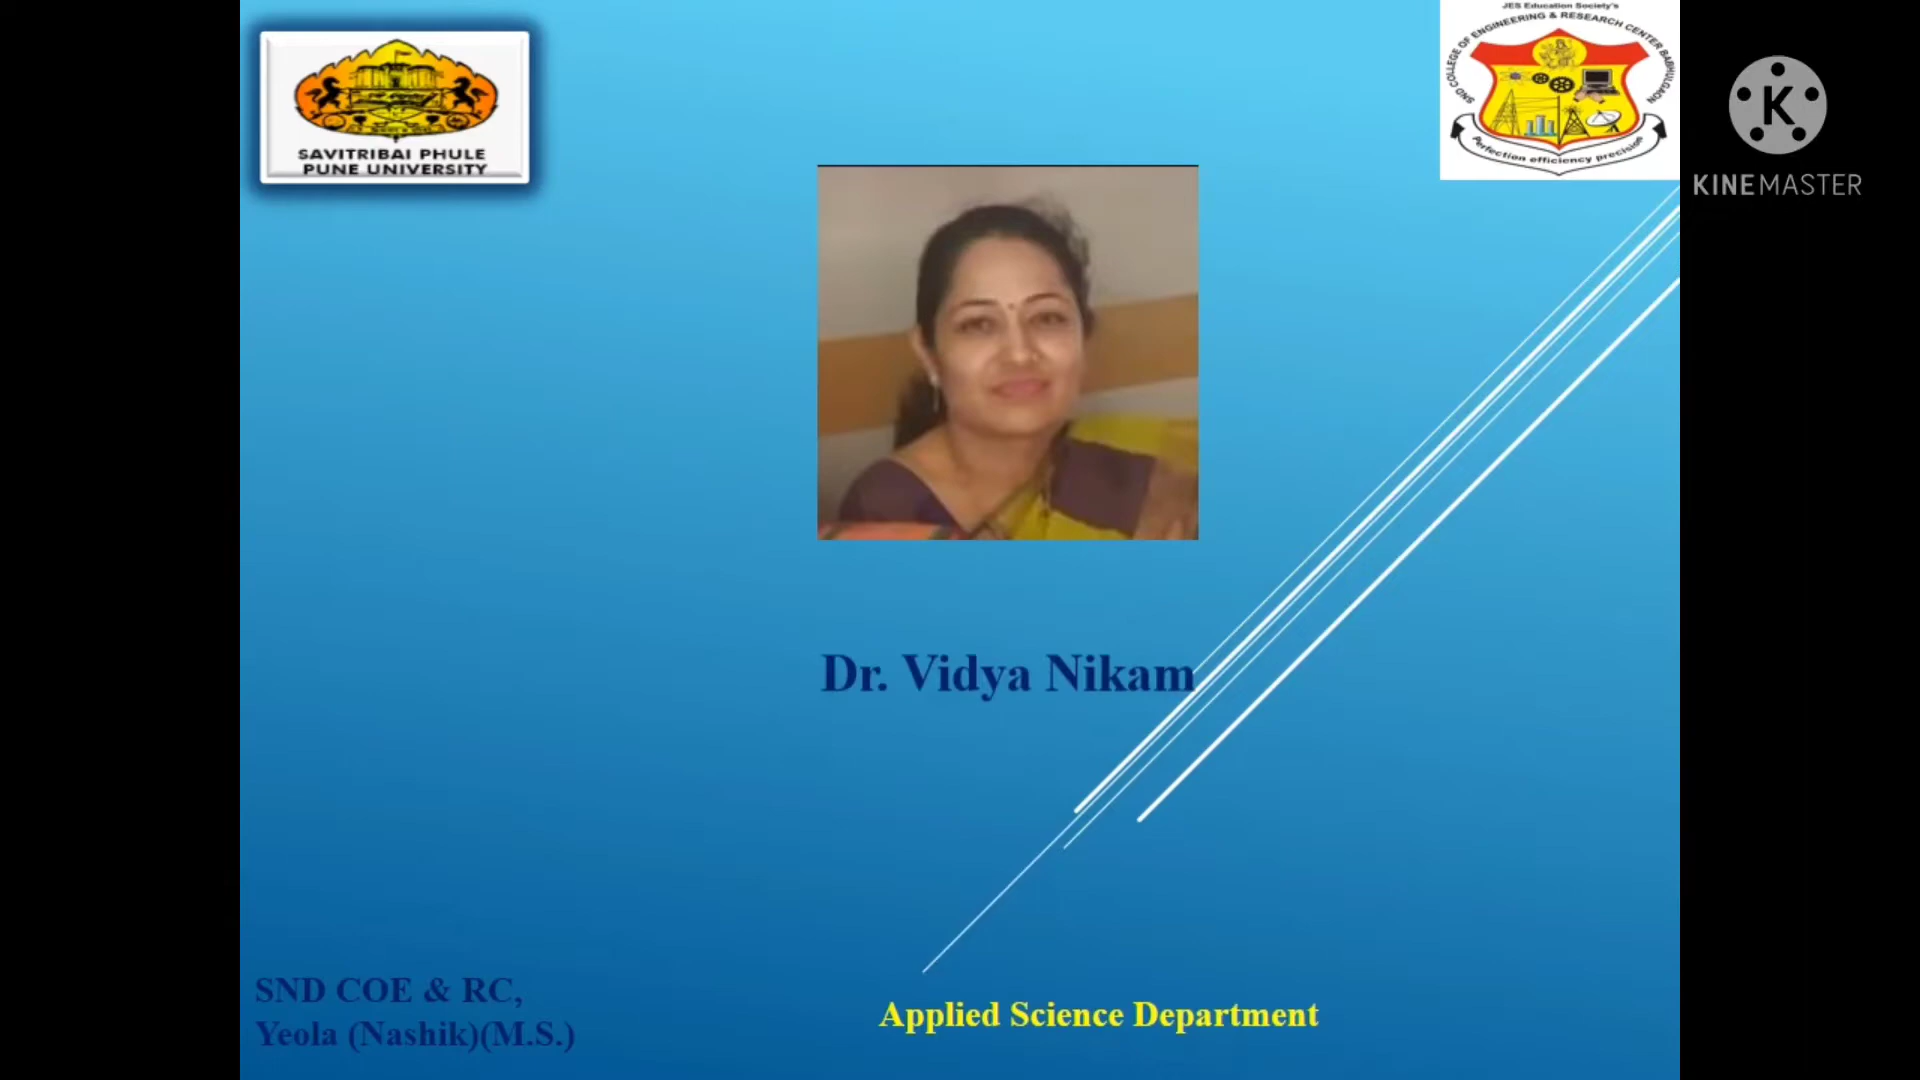 SAVITRIBAI PHULE
PUNE UNIVERSITY
JES Education Society's
SND COLLEGE OF ENGINEERING & RESEARCH CENTER BABHULGAON
Perfection efficiency precision
K
KINEMASTER
Dr. Vidya Nikam
SND COE & RC,
Yeola (Nashik)(M.S.)
Applied Science Department